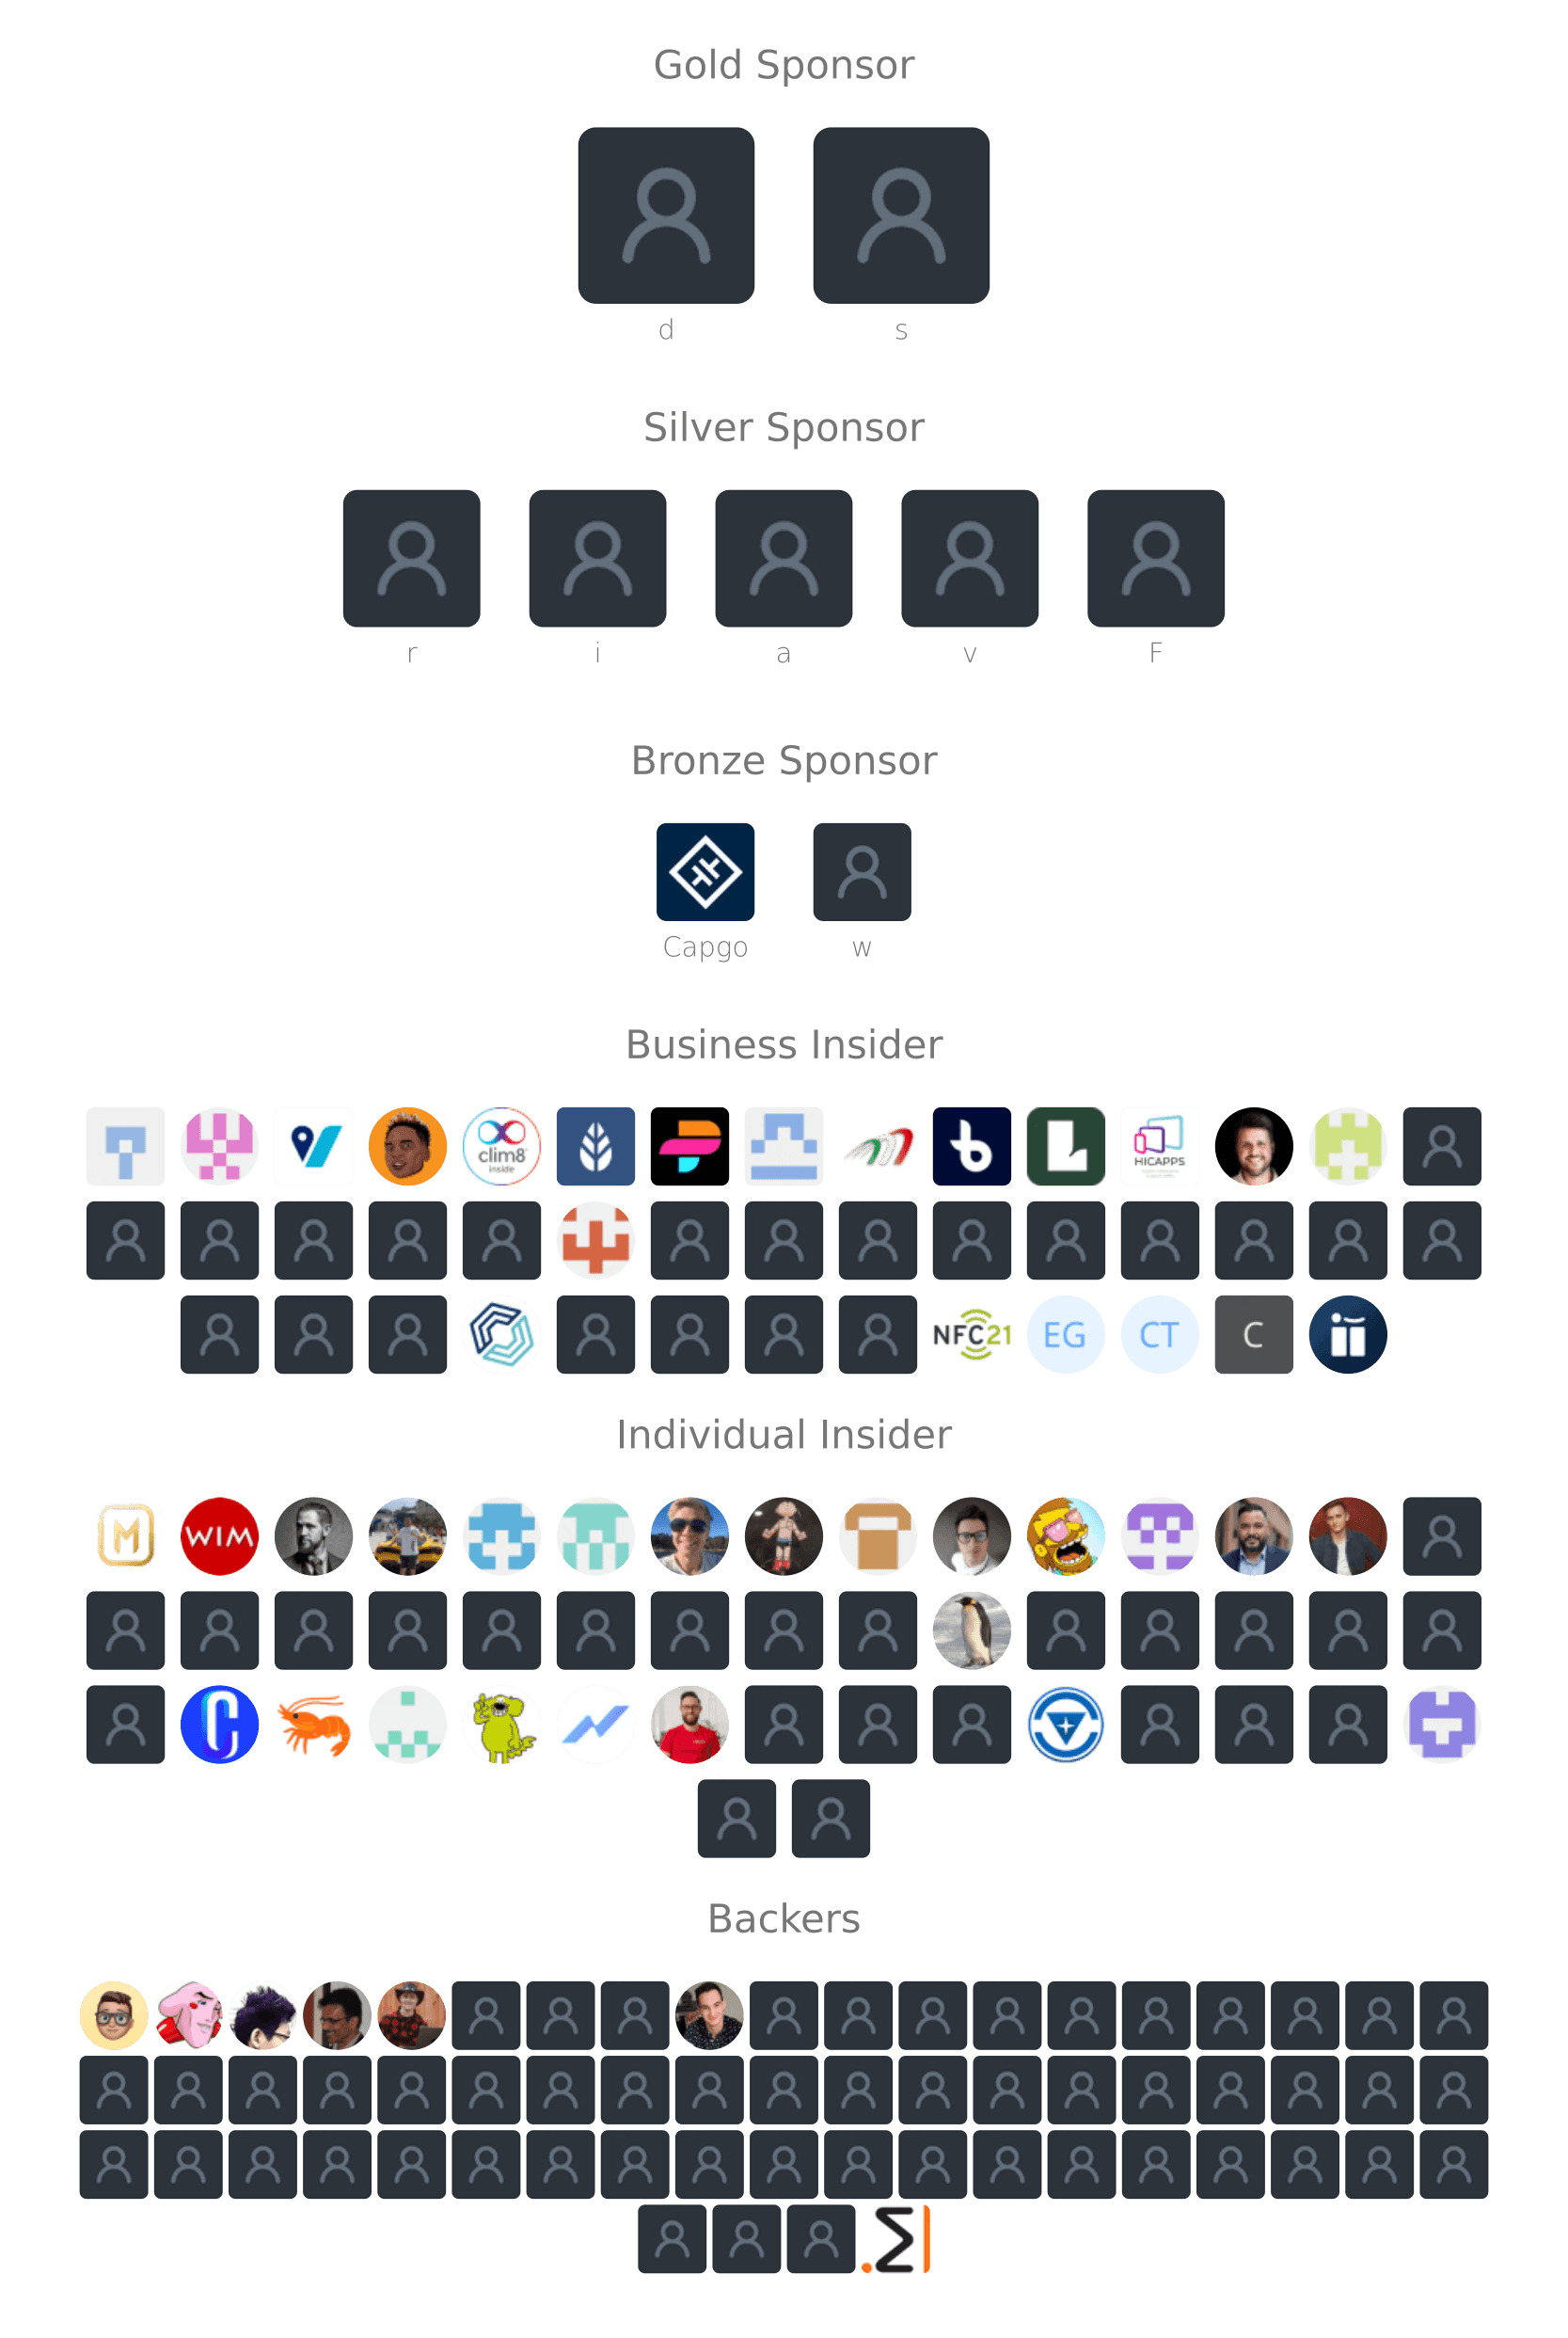 Gold Sponsor
d s
Silver Sponsor
r i a v F
Bronze Sponsor
Capgo w
Business Insider
clim8
inside
L
HICAPPS
NFC21 EG CT C
Individual Insider
M WIM
Backers